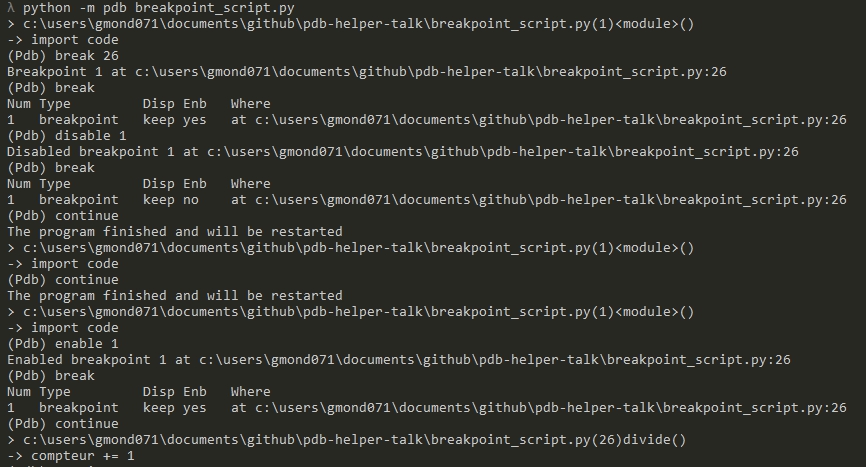 λ python -m pdb breakpoint_script.py
> c:\users\gmond071\documents\github\pdb-helper-talk\breakpoint_script.py(1)<module>()
-> import code
(Pdb) break 26
Breakpoint 1 at c:\users\gmond071\documents\github\pdb-helper-talk\breakpoint_script.py:26
(Pdb) break
Num Type         Disp Enb   Where
1   breakpoint   keep yes   at c:\users\gmond071\documents\github\pdb-helper-talk\breakpoint_script.py:26
(Pdb) disable 1
Disabled breakpoint 1 at c:\users\gmond071\documents\github\pdb-helper-talk\breakpoint_script.py:26
(Pdb) break
Num Type         Disp Enb   Where
1   breakpoint   keep no    at c:\users\gmond071\documents\github\pdb-helper-talk\breakpoint_script.py:26
(Pdb) continue
The program finished and will be restarted
> c:\users\gmond071\documents\github\pdb-helper-talk\breakpoint_script.py(1)<module>()
-> import code
(Pdb) continue
The program finished and will be restarted
> c:\users\gmond071\documents\github\pdb-helper-talk\breakpoint_script.py(1)<module>()
-> import code
(Pdb) enable 1
Enabled breakpoint 1 at c:\users\gmond071\documents\github\pdb-helper-talk\breakpoint_script.py:26
(Pdb) break
Num Type         Disp Enb   Where
1   breakpoint   keep yes   at c:\users\gmond071\documents\github\pdb-helper-talk\breakpoint_script.py:26
(Pdb) continue
> c:\users\gmond071\documents\github\pdb-helper-talk\breakpoint_script.py(26)divide()
-> compteur += 1